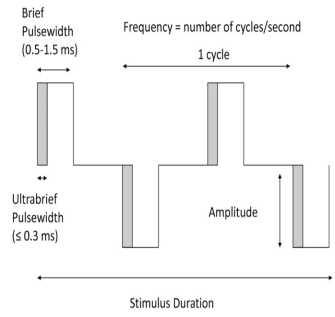 Brief
Pulsewidth
(0.5-1.5 ms)
Frequency = number of cycles/second
1 cycle
Ultrabrief
Pulsewidth
(≤ 0.3 ms)
Amplitude
Stimulus Duration